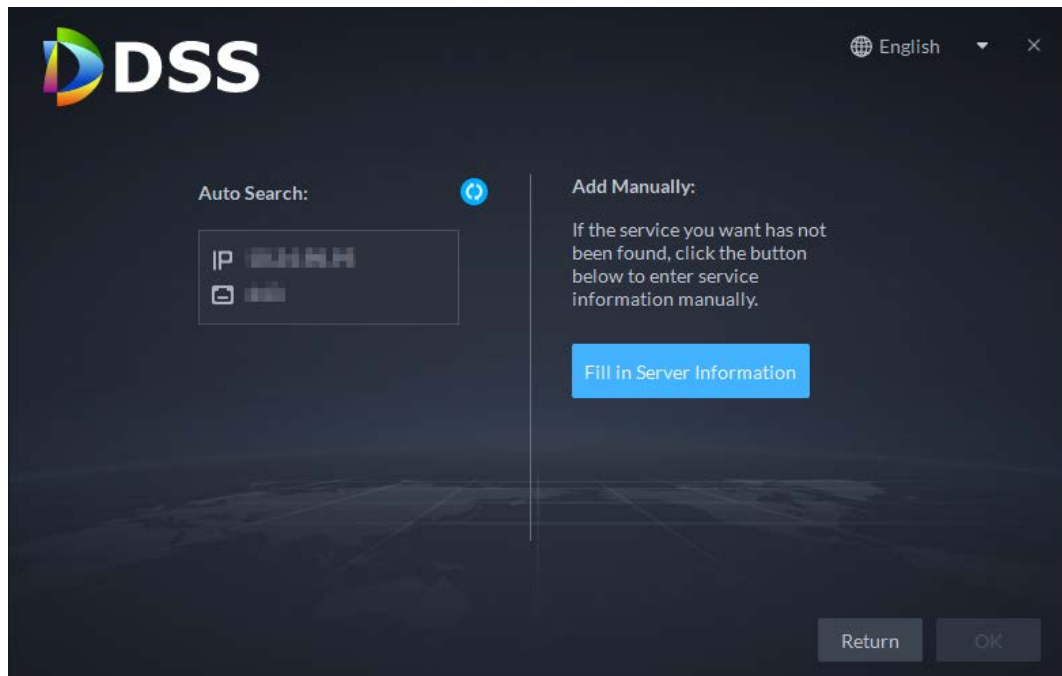 DSS
English
Auto Search:
Add Manually:
If the service you want has not
been found, click the button
below to enter service
information manually.
IP
Fill in Server Information
Return
OK